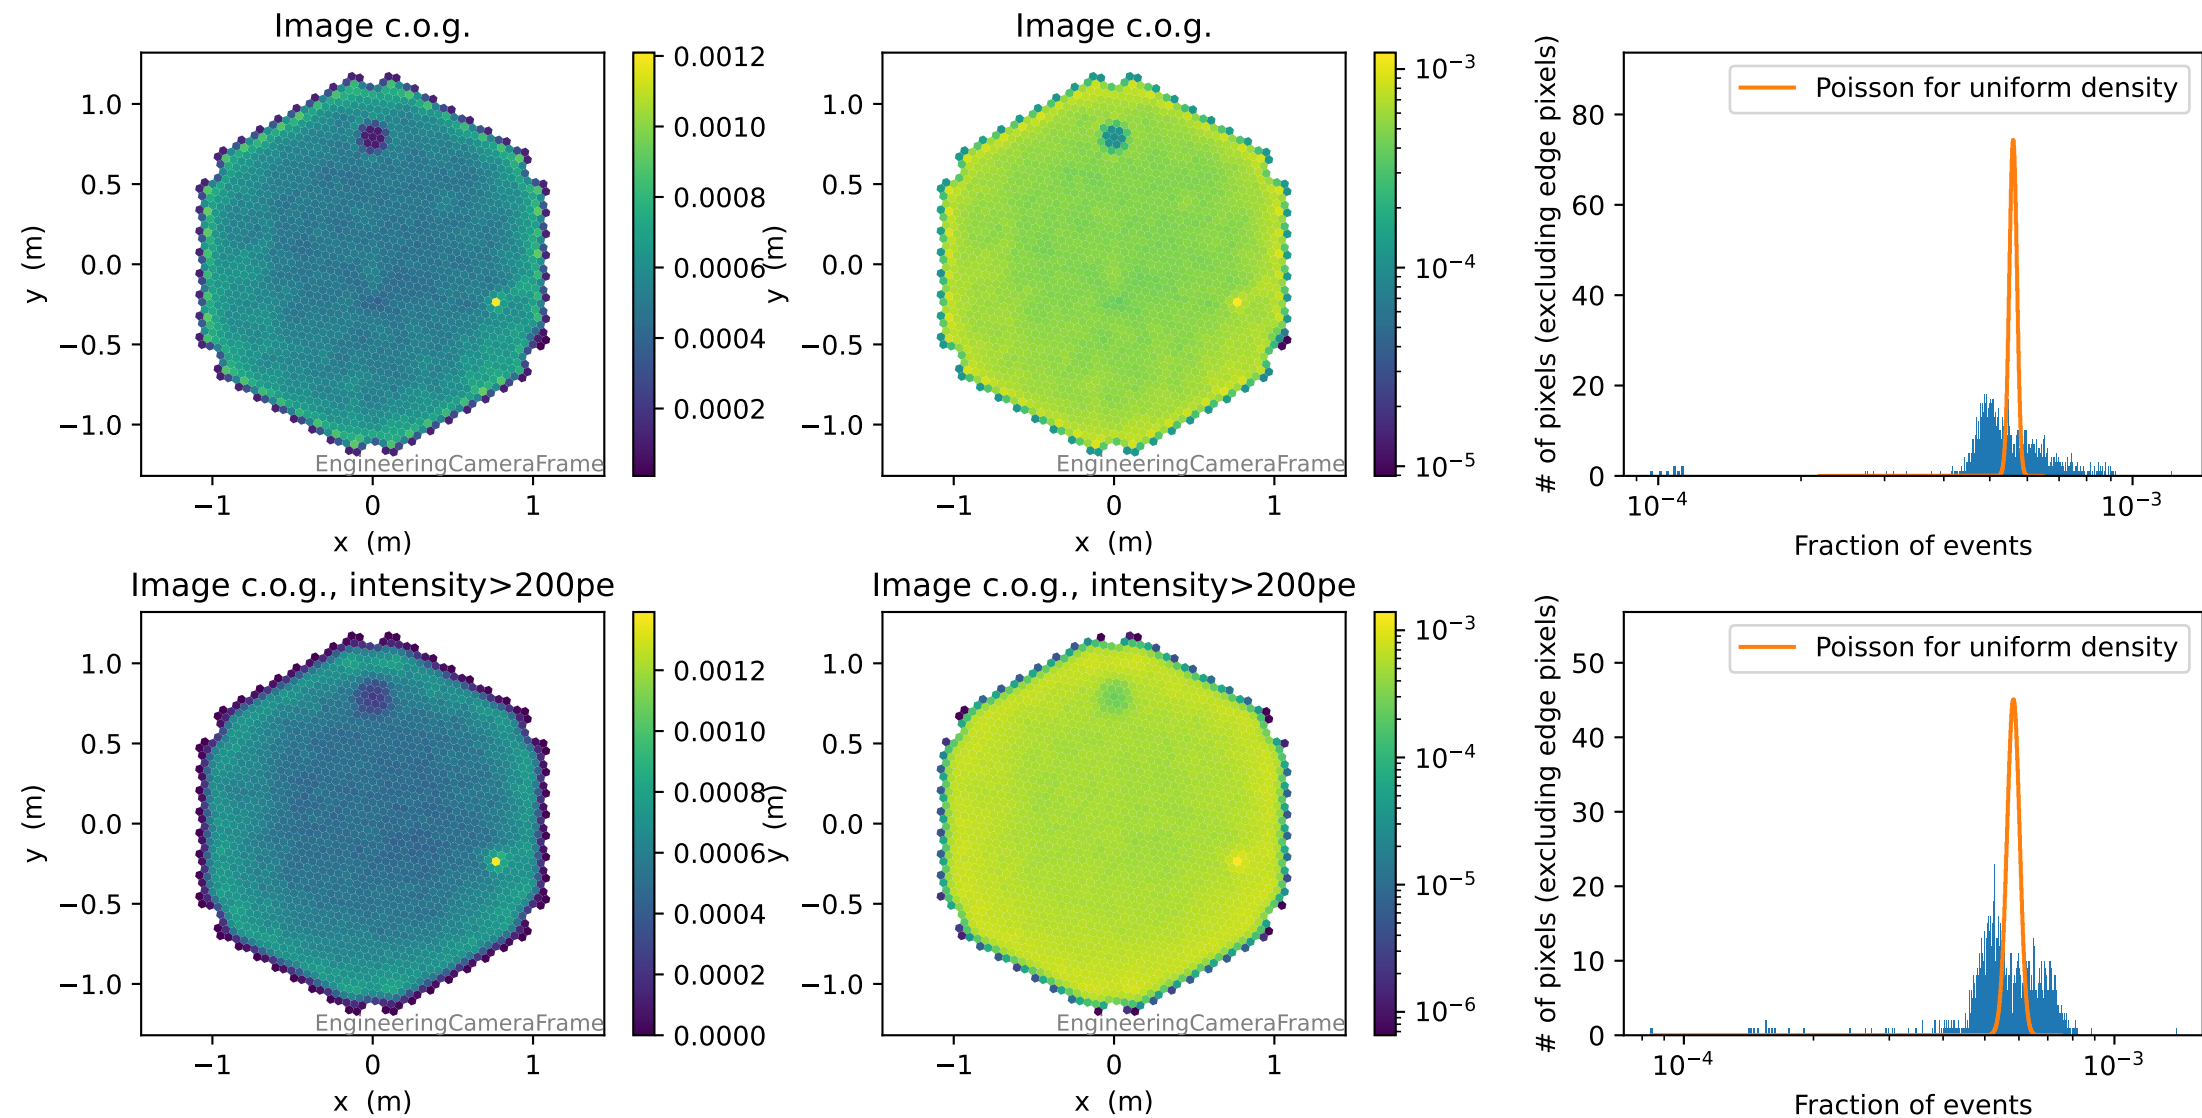 Image c.o.g.
y (m)
1.0
0.5
0.0
−0.5
−1.0
EngineeringCameraFrame
−1 0 1
x (m)
0.0012
0.0010
0.0008
0.0006
0.0004
0.0002
Image c.o.g.
y (m)
1.0
0.5
0.0
−0.5
−1.0
EngineeringCameraFrame
−1 0 1
x (m)
10⁻³
10⁻⁴
10⁻⁵
# of pixels (excluding edge pixels)
Poisson for uniform density
80
60
40
20
0
10⁻⁴ 10⁻³
Fraction of events
Image c.o.g., intensity>200pe
y (m)
1.0
0.5
0.0
−0.5
−1.0
EngineeringCameraFrame
−1 0 1
x (m)
0.0012
0.0010
0.0008
0.0006
0.0004
0.0002
0.0000
Image c.o.g., intensity>200pe
y (m)
1.0
0.5
0.0
−0.5
−1.0
EngineeringCameraFrame
−1 0 1
x (m)
10⁻³
10⁻⁴
10⁻⁵
10⁻⁶
# of pixels (excluding edge pixels)
Poisson for uniform density
50
40
30
20
10
0
10⁻⁴ 10⁻³
Fraction of events